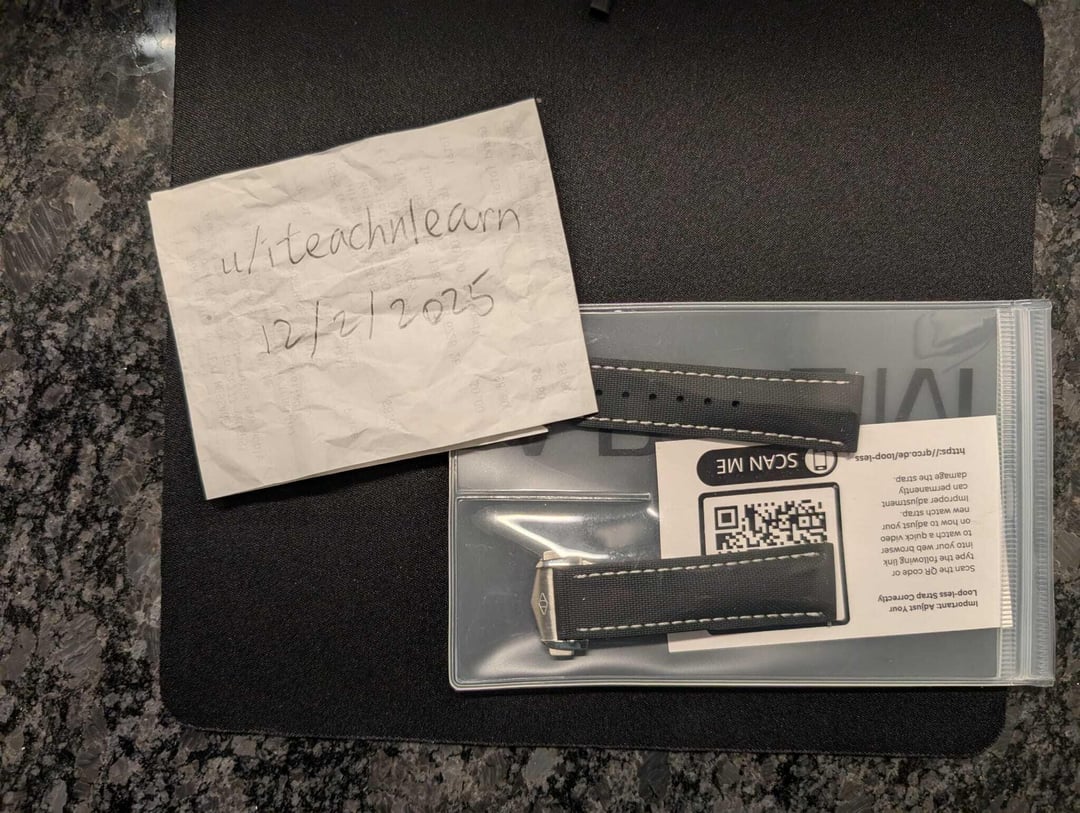 u/iteachnlearn
12/2/2025
Important: Adjust Your
Loop-less Strap Correctly
Scan the QR code or
type the following link
into your web browser
to watch a quick video
on how to adjust your
new watch strap.
Improper adjustment
can permanently
damage the strap.
https://qrco.de/loop-less
SCAN ME